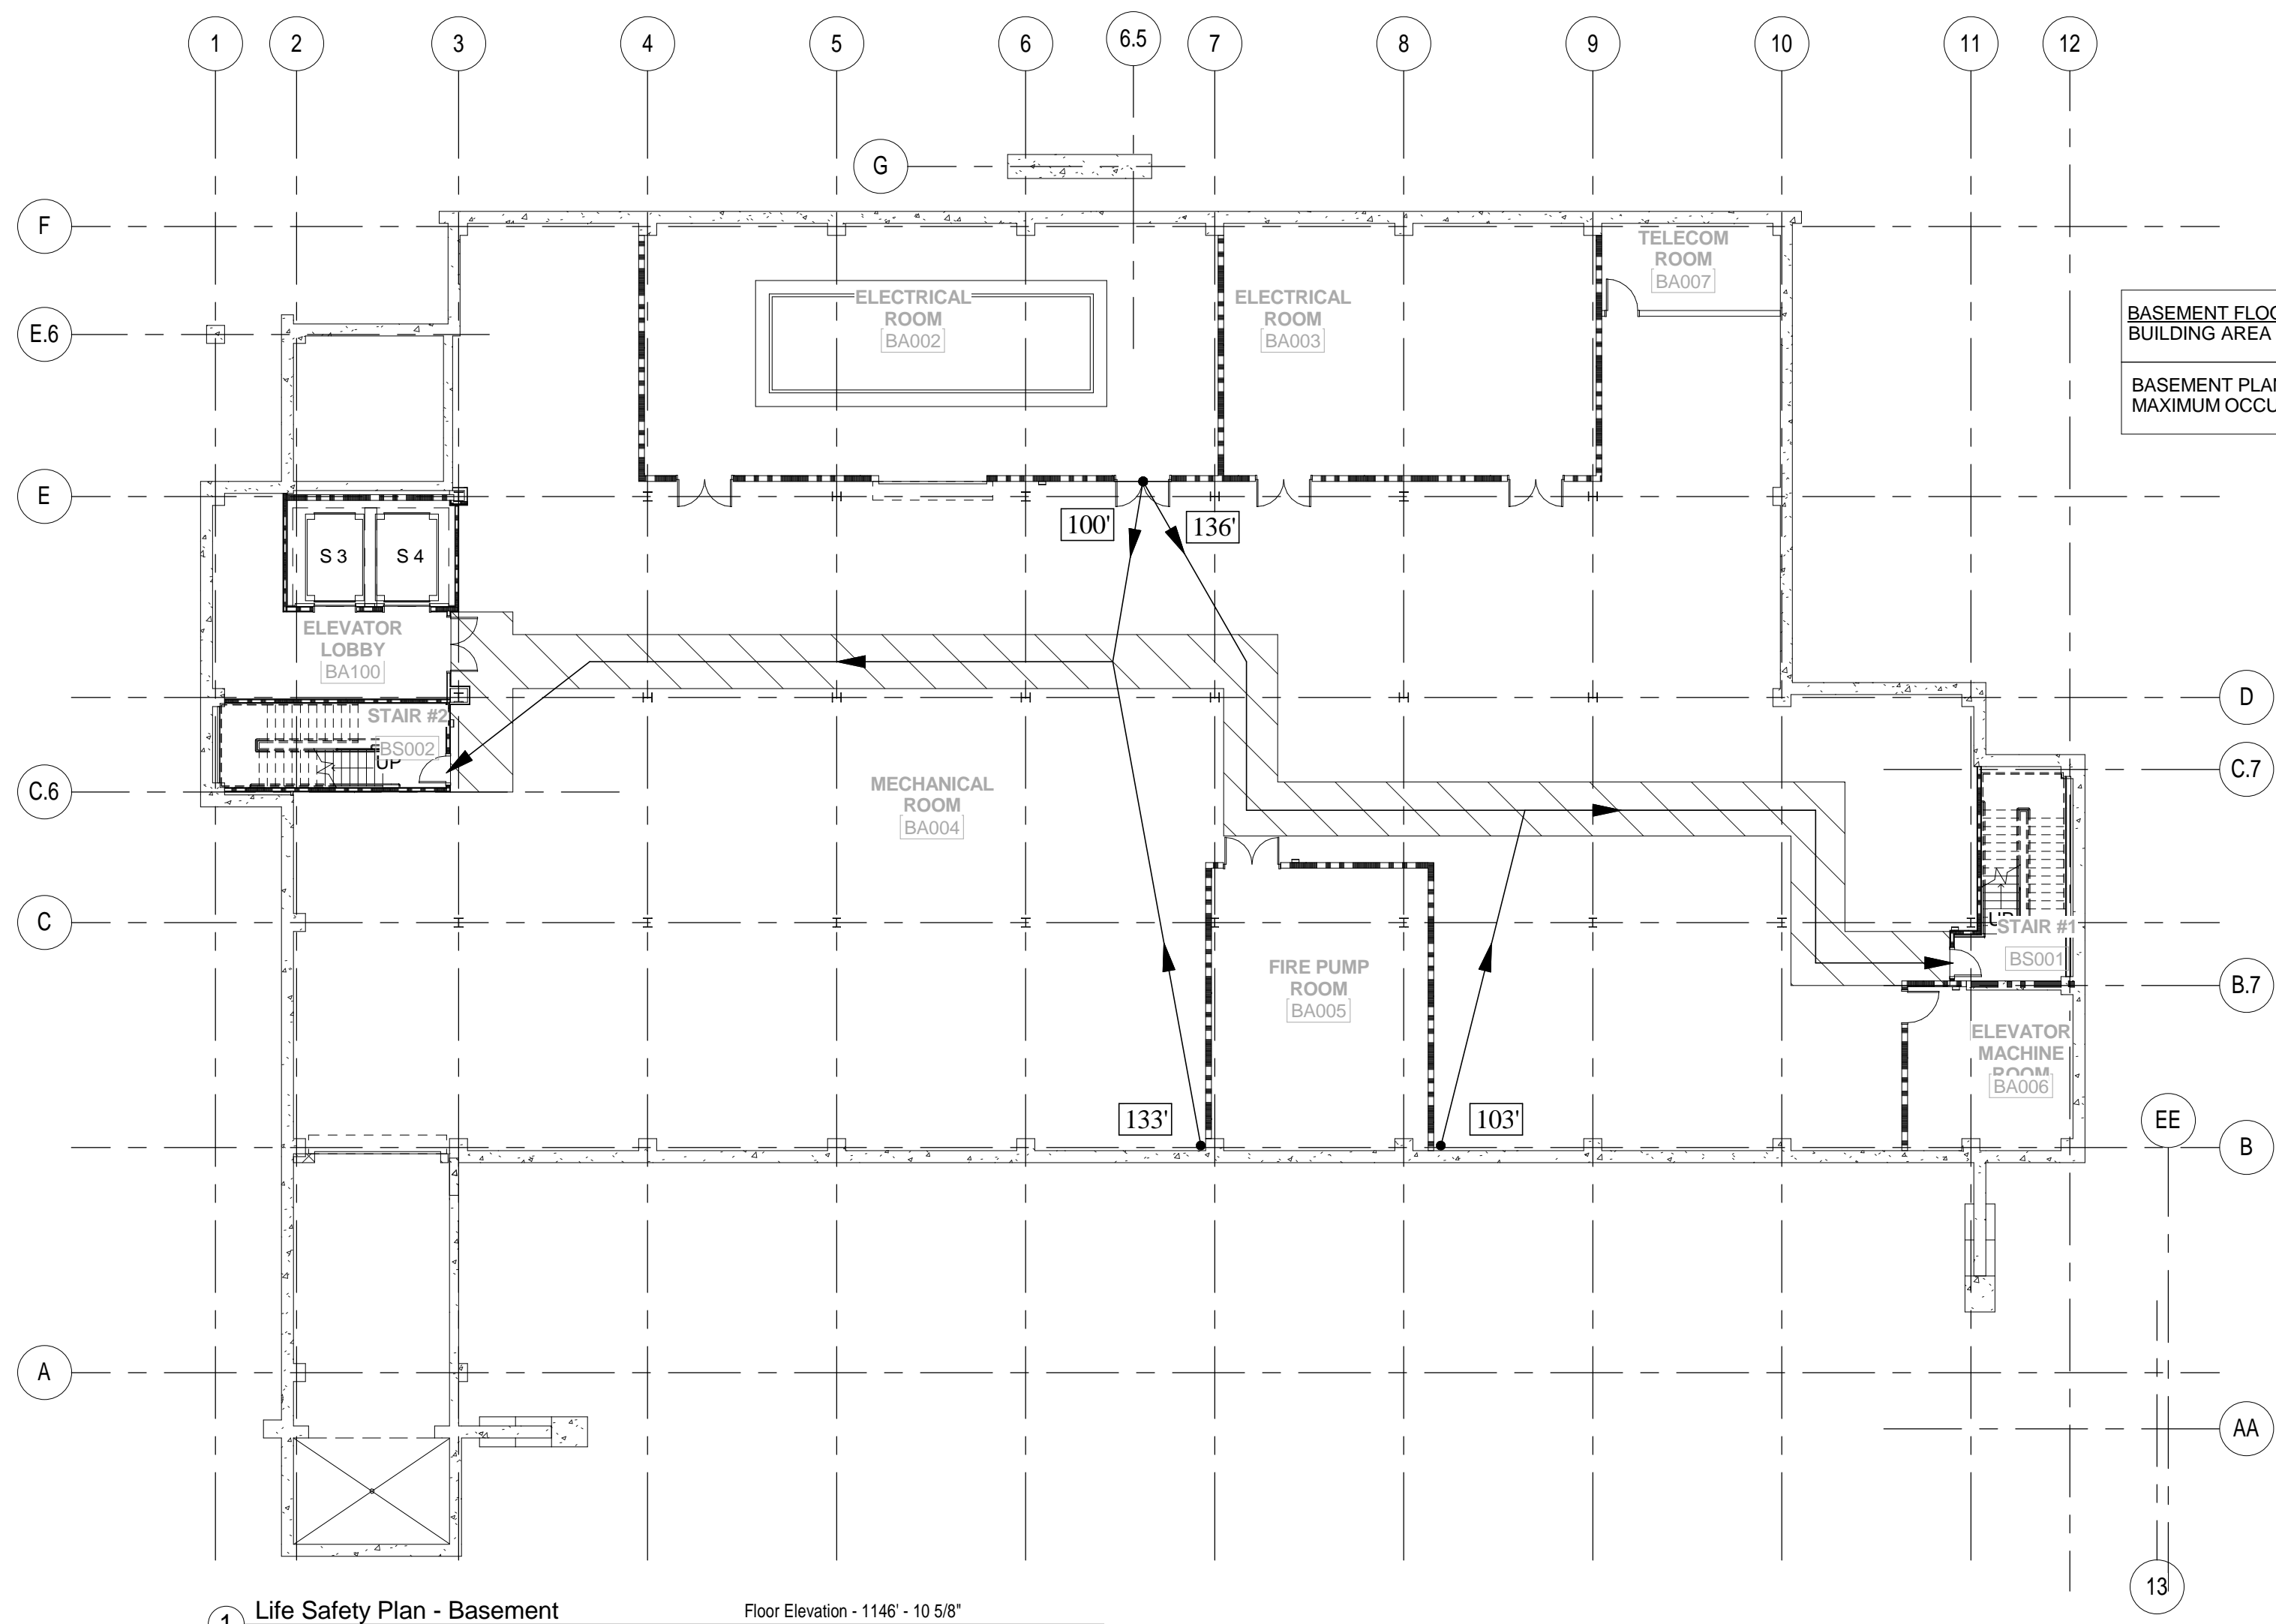 1
2
3
4
5
6
6.5
7
8
9
10
11
12
G
F
TELECOM
ROOM
BA007
ELECTRICAL
ROOM
BA002
ELECTRICAL
ROOM
BA003
E.6
BASEMENT
BUILDING AREA
BASEMENT
MAXIMUM
E
100'
136'
S 3
S 4
ELEVATOR
LOBBY
BA100
D
STAIR #2
BS002
UP
C.6
C.7
MECHANICAL
ROOM
BA004
C
STAIR #1
BS001
FIRE PUMP
ROOM
BA005
B.7
ELEVATOR
MACHINE
ROOM
BA006
133'
103'
EE
B
A
AA
13
1
Life Safety Plan - Basement
Floor Elevation - 1146' - 10 5/8"